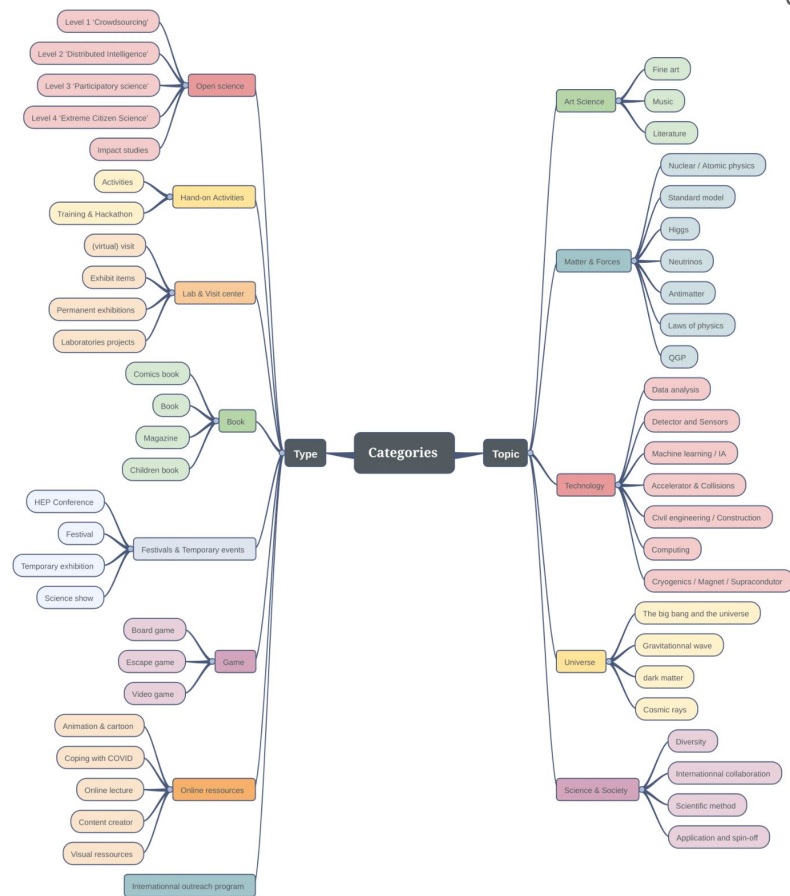 Categories
Type
Open science
Level 1 'Crowdsourcing'
Level 2 'Distributed Intelligence'
Level 3 'Participatory science'
Level 4 'Extreme Citizen Science'
Impact studies
Hand-on Activities
Activities
Training & Hackathon
Lab & Visit center
(virtual) visit
Exhibit items
Permanent exhibitions
Laboratories projects
Book
Comics book
Book
Magazine
Children book
Festivals & Temporary events
HEP Conference
Festival
Temporary exhibition
Science show
Game
Board game
Escape game
Video game
Online ressources
Animation & cartoon
Coping with COVID
Online lecture
Content creator
Visual ressources
Internationnal outreach program
Topic
Art Science
Fine art
Music
Literature
Matter & Forces
Nuclear / Atomic physics
Standard model
Higgs
Neutrinos
Antimatter
Laws of physics
QGP
Technology
Data analysis
Detector and Sensors
Machine learning / IA
Accelerator & Collisions
Civil engineering / Construction
Computing
Cryogenics / Magnet / Supracondutor
Universe
The big bang and the universe
Gravitationnal wave
dark matter
Cosmic rays
Science & Society
Diversity
Internationnal collaboration
Scientific method
Application and spin-off